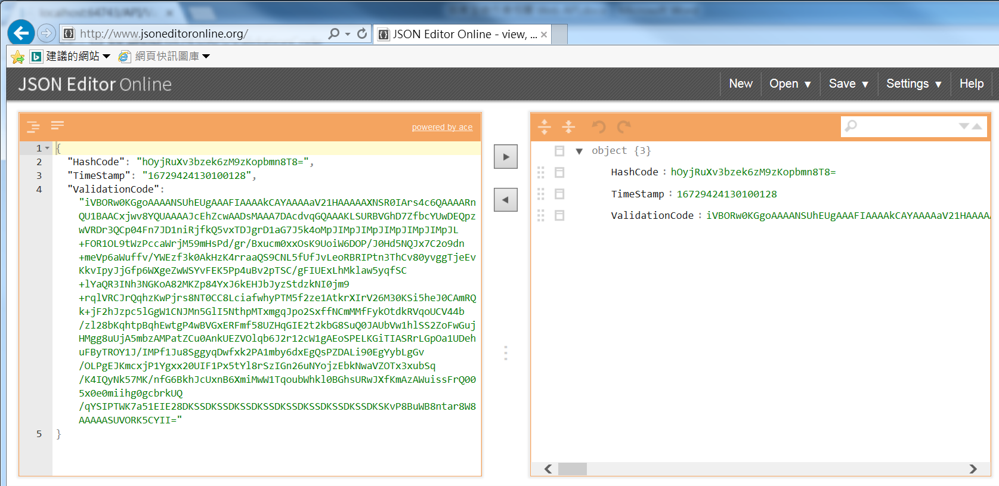 http://www.jsoneditoronline.org/
JSON Editor Online - view, ...
建議的網站
網頁快訊圖庫
JSON Editor Online
New
Open
Save
Settings
Help
powered by ace
1 {
2 "HashCode": "hOyjRuXv3bzek6zM9zKopbmn8T8=",
3 "TimeStamp": "16729424130100128",
4 "ValidationCode":
"iVBORw0KGgoAAAANSUhEUgAAAFIAAAAkCAYAAAAaV21HAAAAAXNSR0IArs4c6QAAAARn
QU1BAACxjwv8YQUAAAAJcEhZcwAADsMAAA7DAcdvqGQAAAKLSURBVGhD7ZfbcYUwDEQpz
wVRDr3QCp04Fn7JD1niRjfkQ5vxTDJgrD1aG7J5k4oMpJIMpJIMpJIMpJIMpJIMpJL
+FOR1OL9tWzPccaWrjM59mHsPd/gr/Bxucm0xxOsK9UoiW6DOP/J0Hd5NQJx7C2o9dn
+meVp6aWuffv/YWEzf3k0AkHzK4rraaQS9CNL5fUfJvLeoRBRIPtn3ThCv80yvggTjeEv
KkvIpyJjGfp6WXgeZwWSYvFEK5Pp4uBv2pTSC/gFIUExLhMklaw5yqfSC
+lYaQR3INh3NGKoA82MKZp84YxJ6kEHJbJyzStdzkNI0jm9
+rqlVRCJrQqhzKwPjrs8NT0CC8LciafwhyPTM5f2ze1AtkrXIrV26M30KSi5heJ0CAmRQ
k+jF2hJzpc5lGgW1CNJMn5GlI5NthpMTxmgqJpo2SxffNCmMMfFykOtdkRVqoUCV44b
/zl28bKqhtpBqhEwtgP4wBVGxERFmf58UZHqGIE2t2kbG8SuQ0JAUbVw1hlSS2ZoFwGuj
HMgg8uUjA5mbzAMPatZCu0AnkUEZVOlqb6J2r12cW1gAEoSPELKGiTIASRrLGpOa1UDeh
uFByTROY1J/IMPf1Ju8SggyqDwfxk2PA1mby6dxEgQsPZDALi90EgYybLgGv
/OLPgEJKmcxjP1Ygxx20UIF1Px5tYl8rSzIGn26uNYojzEbkNwaVZOTx3xubSq
/K4IQyNk57MK/nfG6BkhJcUxnB6XmiMwW1TqoubWhkl0BGhsURwJXfKmAzAWuissFrQ00
5x0e0miihg0gcbrkUQ
/qYSIPTWK7a51EIE28DKSSDKSSDKSSDKSSDKSSDKSSDKSSDKSSDKSKvP8BuWB8ntar8W8
AAAAASUVORK5CYII="
5 }
object {3}
HashCode : hOyjRuXv3bzek6zM9zKopbmn8T8=
TimeStamp : 16729424130100128
ValidationCode : iVBORw0KGgoAAAANSUhEUgAAAFIAAAAkCAYAAAAaV21HAAAA